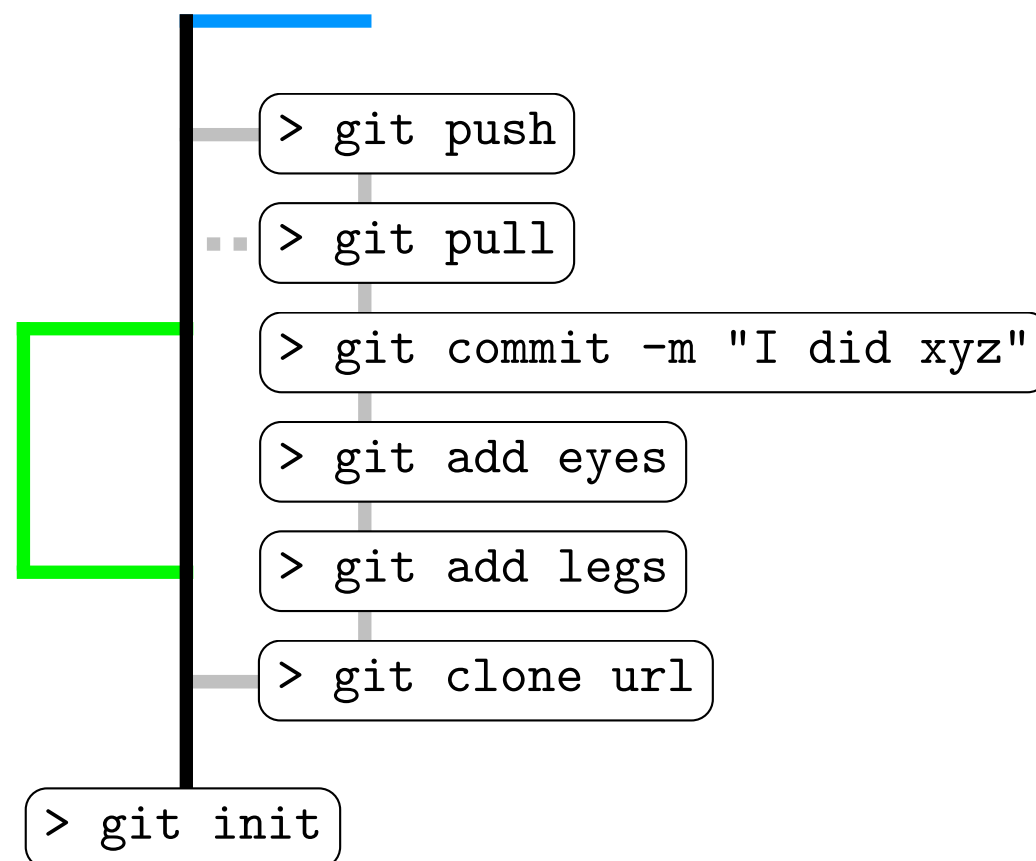 > git push
> git pull
> git commit -m "I did xyz"
> git add eyes
> git add legs
> git clone url
> git init